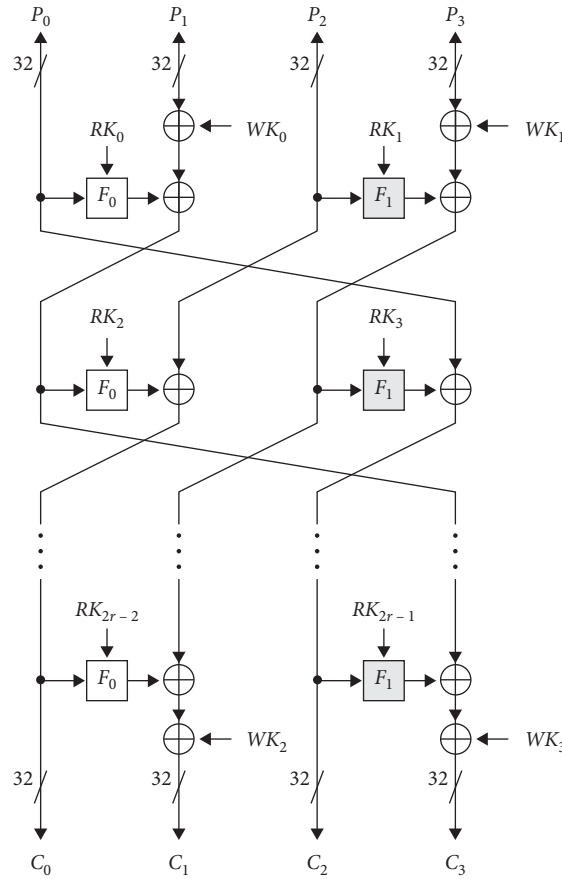 P₀ P₁ P₂ P₃
32 32 32 32
RK₀ WK₀ RK₁ WK₁
F₀ F₁
RK₂ RK₃
F₀ F₁
RK₂ᵣ₋₂ RK₂ᵣ₋₁
F₀ F₁
WK₂ WK₃
32 32 32 32
C₀ C₁ C₂ C₃